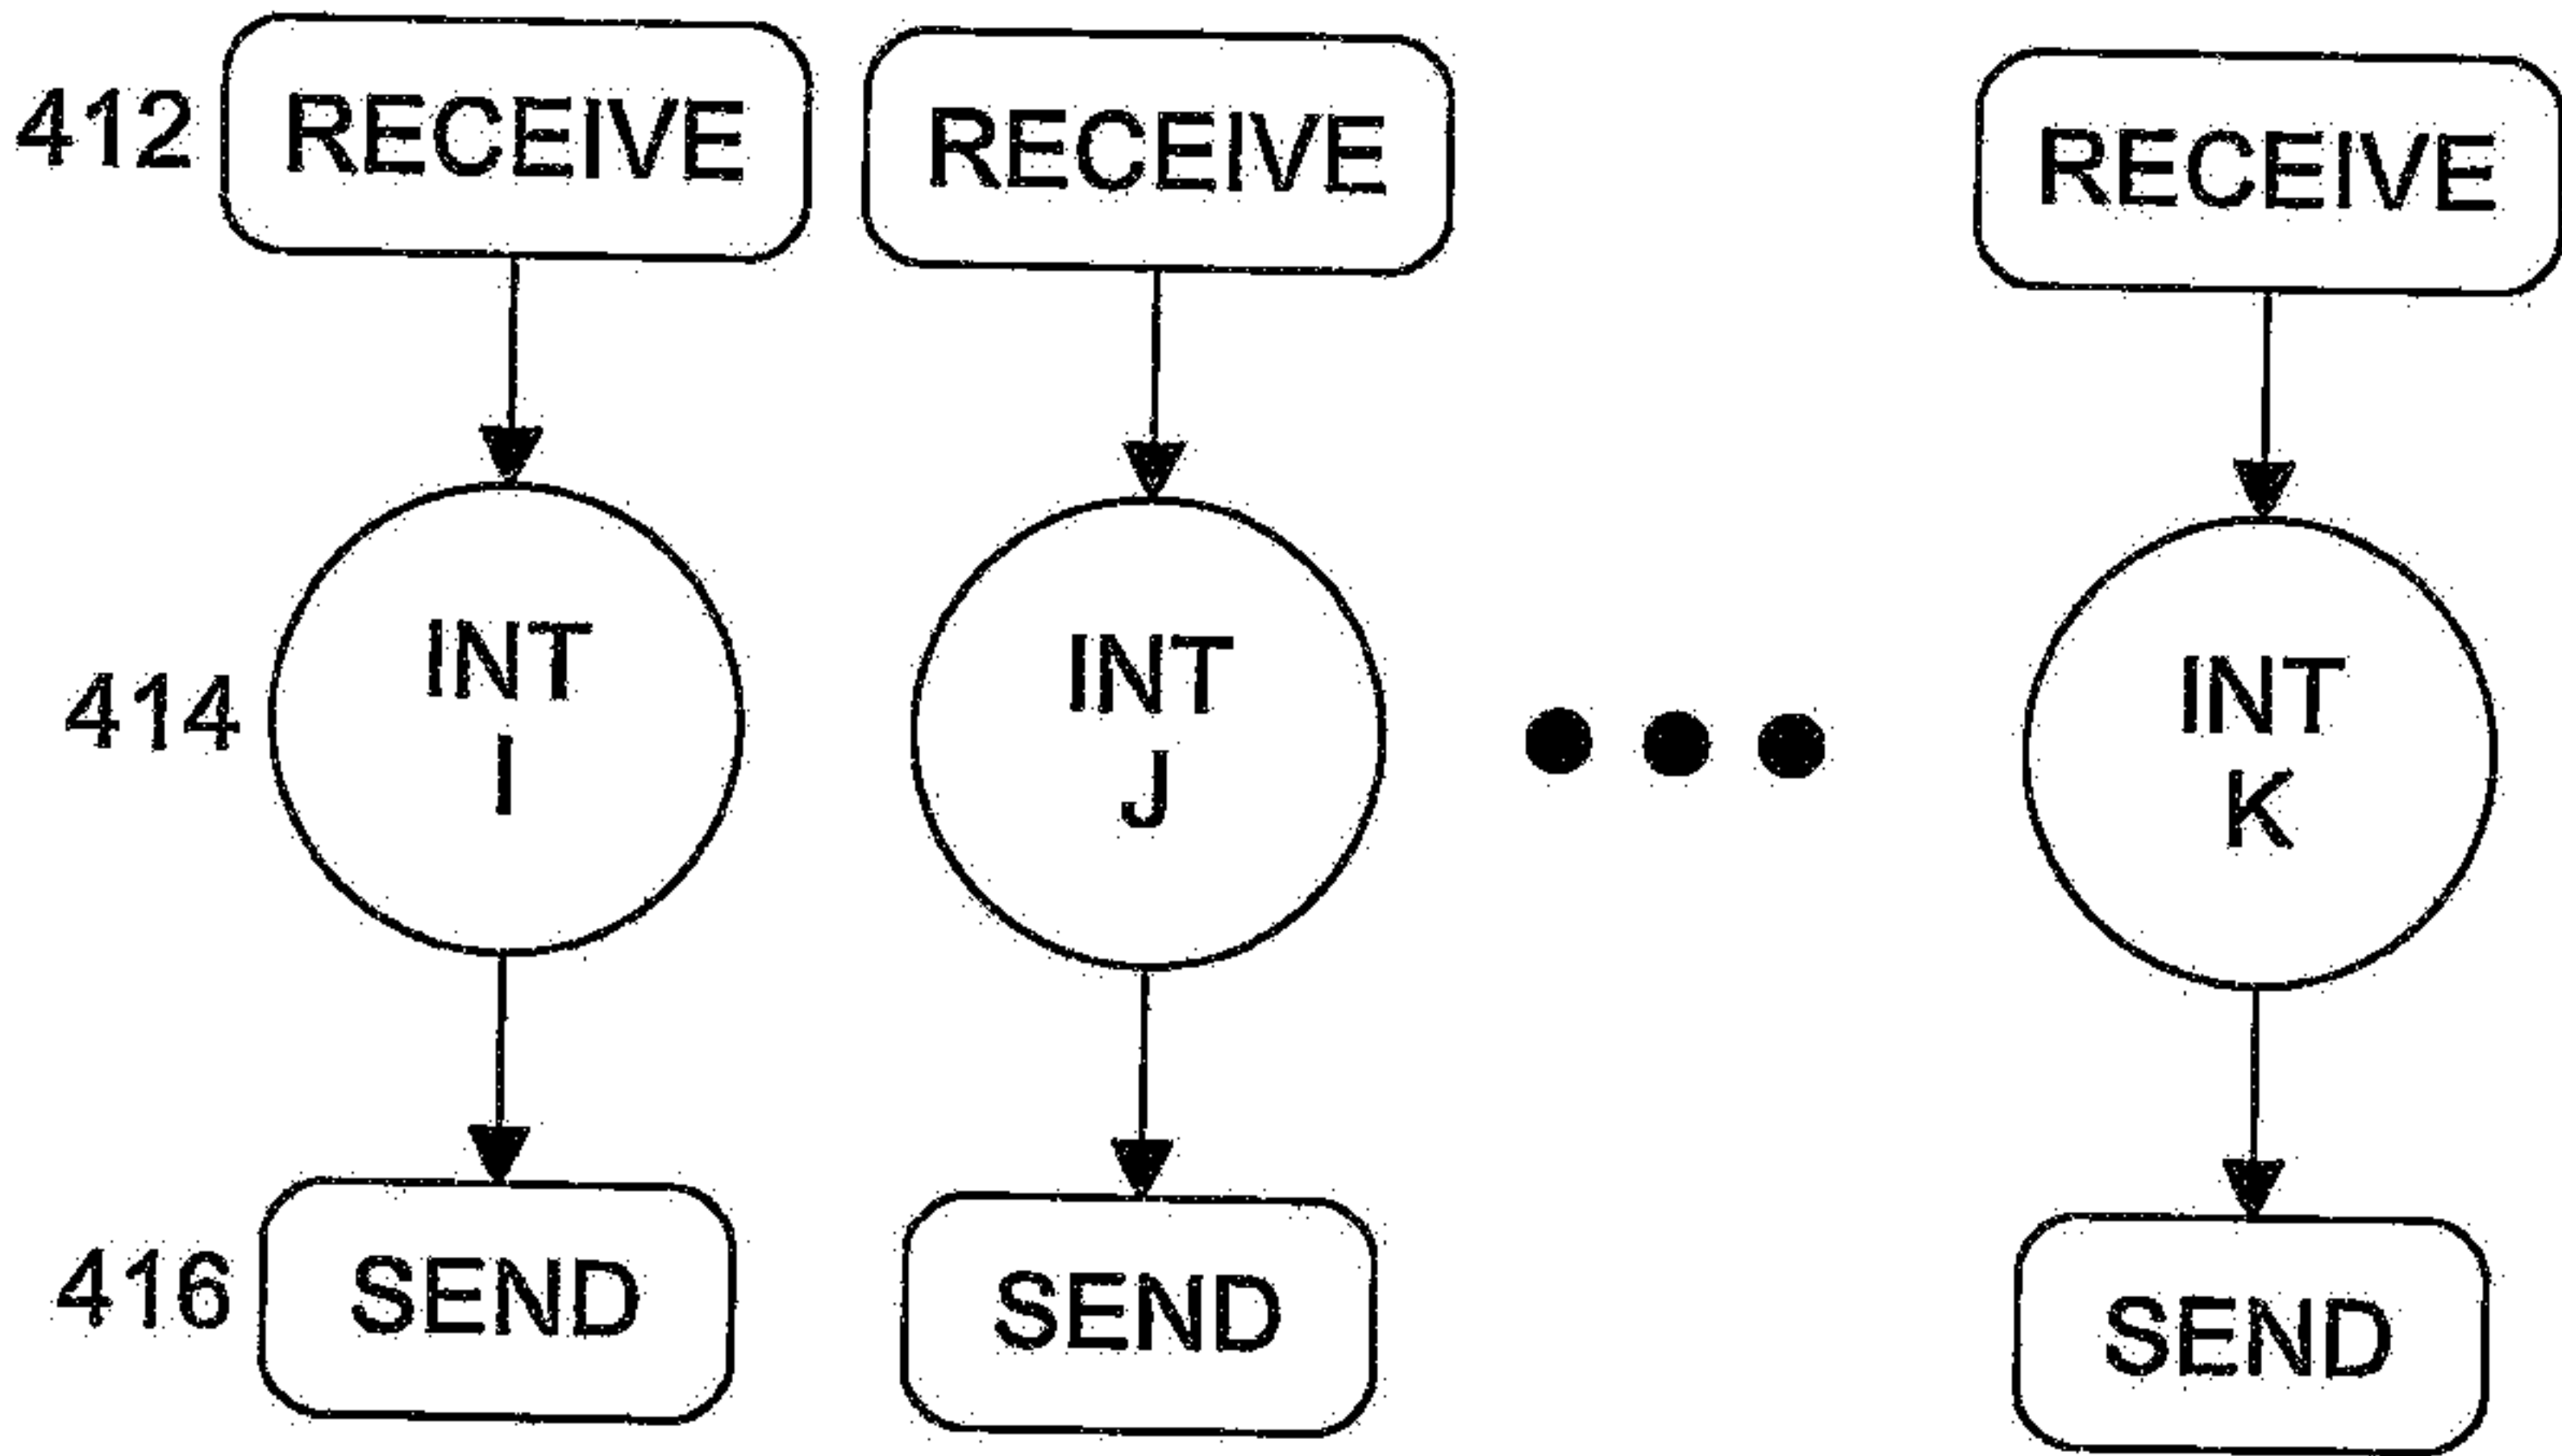 412 RECEIVE RECEIVE RECEIVE
INT INT INT
414 I J K
416 SEND SEND SEND